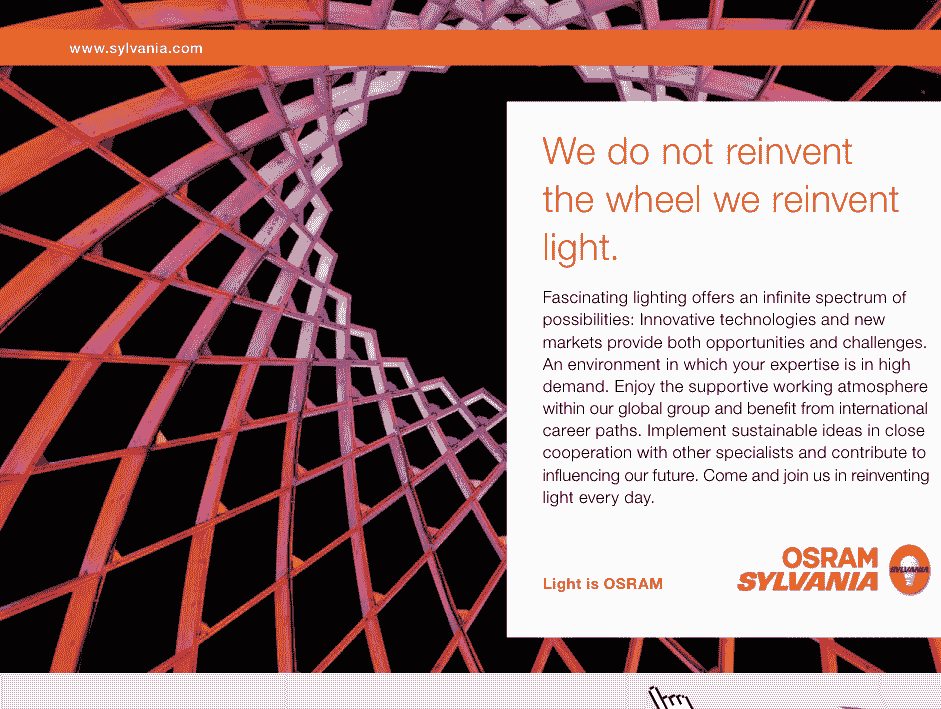 www.sylvania.com
We do not reinvent
the wheel we reinvent
light.
Fascinating lighting offers an infinite spectrum of
possibilities: Innovative technologies and new
markets provide both opportunities and challenges.
An environment in which your expertise is in high
demand. Enjoy the supportive working atmosphere
within our global group and benefit from international
career paths. Implement sustainable ideas in close
cooperation with other specialists and contribute to
influencing our future. Come and join us in reinventing
light every day.
Light is OSRAM
OSRAM
SYLVANIA
SYLVANIA